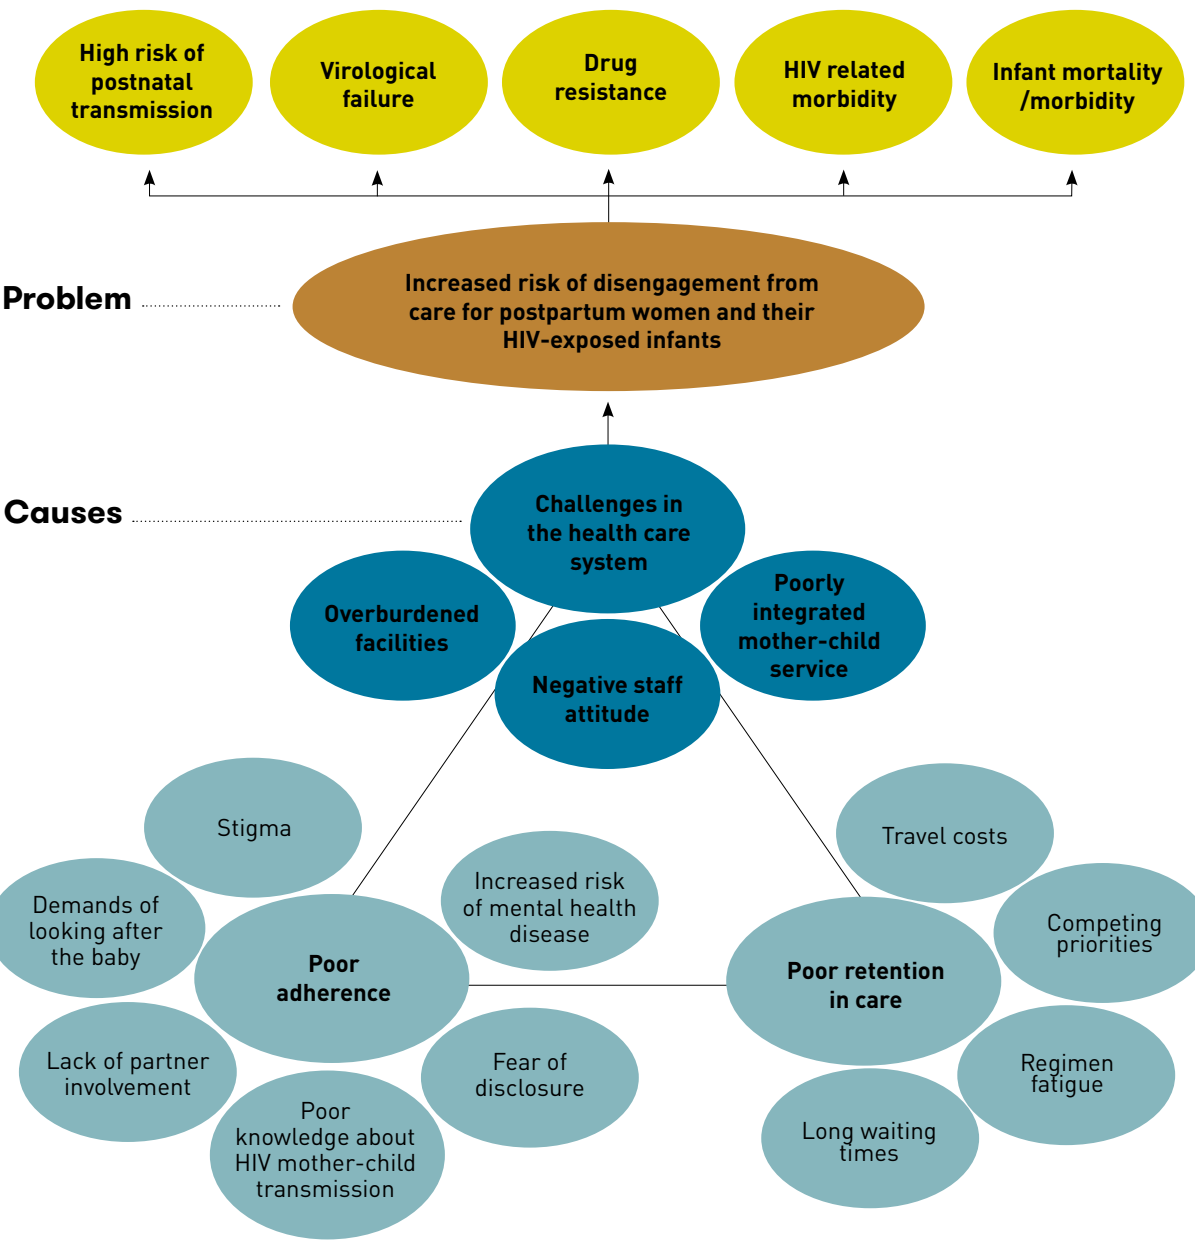 High risk of
postnatal
transmission
Virological
failure
Drug
resistance
HIV related
morbidity
Infant mortality
/morbidity
Problem
Increased risk of disengagement from
care for postpartum women and their
HIV-exposed infants
Causes
Challenges in
the health care
system
Overburdened
facilities
Poorly
integrated
mother-child
service
Negative staff
attitude
Stigma
Demands of
looking after
the baby
Increased risk
of mental health
disease
Poor
adherence
Lack of partner
involvement
Poor
knowledge about
HIV mother-child
transmission
Fear of
disclosure
Travel costs
Competing
priorities
Poor retention
in care
Regimen
fatigue
Long waiting
times